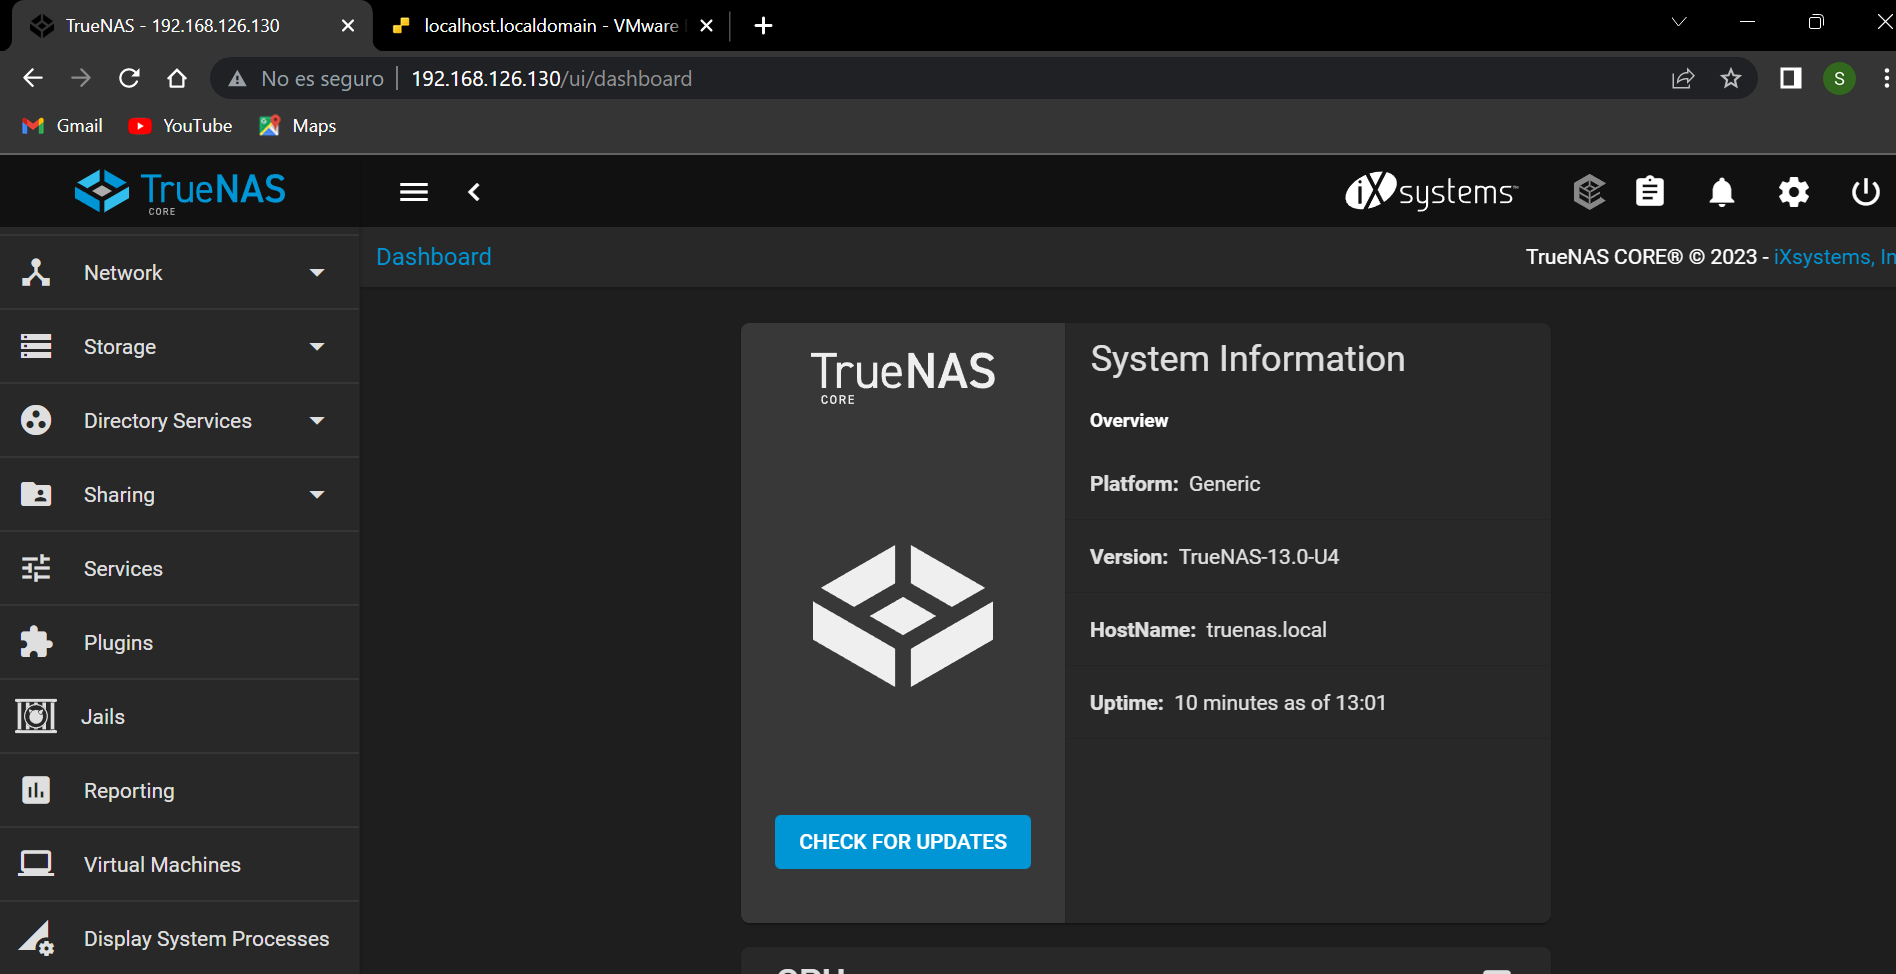 TrueNAS - 192.168.126.130
localhost.localdomain - VMware
No es seguro
192.168.126.130/ui/dashboard
S
Gmail
YouTube
Maps
TrueNAS
CORE
iXsystems™
Network
Dashboard
TrueNAS CORE® © 2023 - iXsystems, In
Storage
Directory Services
Sharing
Services
Plugins
Jails
Reporting
Virtual Machines
Display System Processes
TrueNAS
CORE
CHECK FOR UPDATES
System Information
Overview
Platform: Generic
Version: TrueNAS-13.0-U4
HostName: truenas.local
Uptime: 10 minutes as of 13:01
CPU